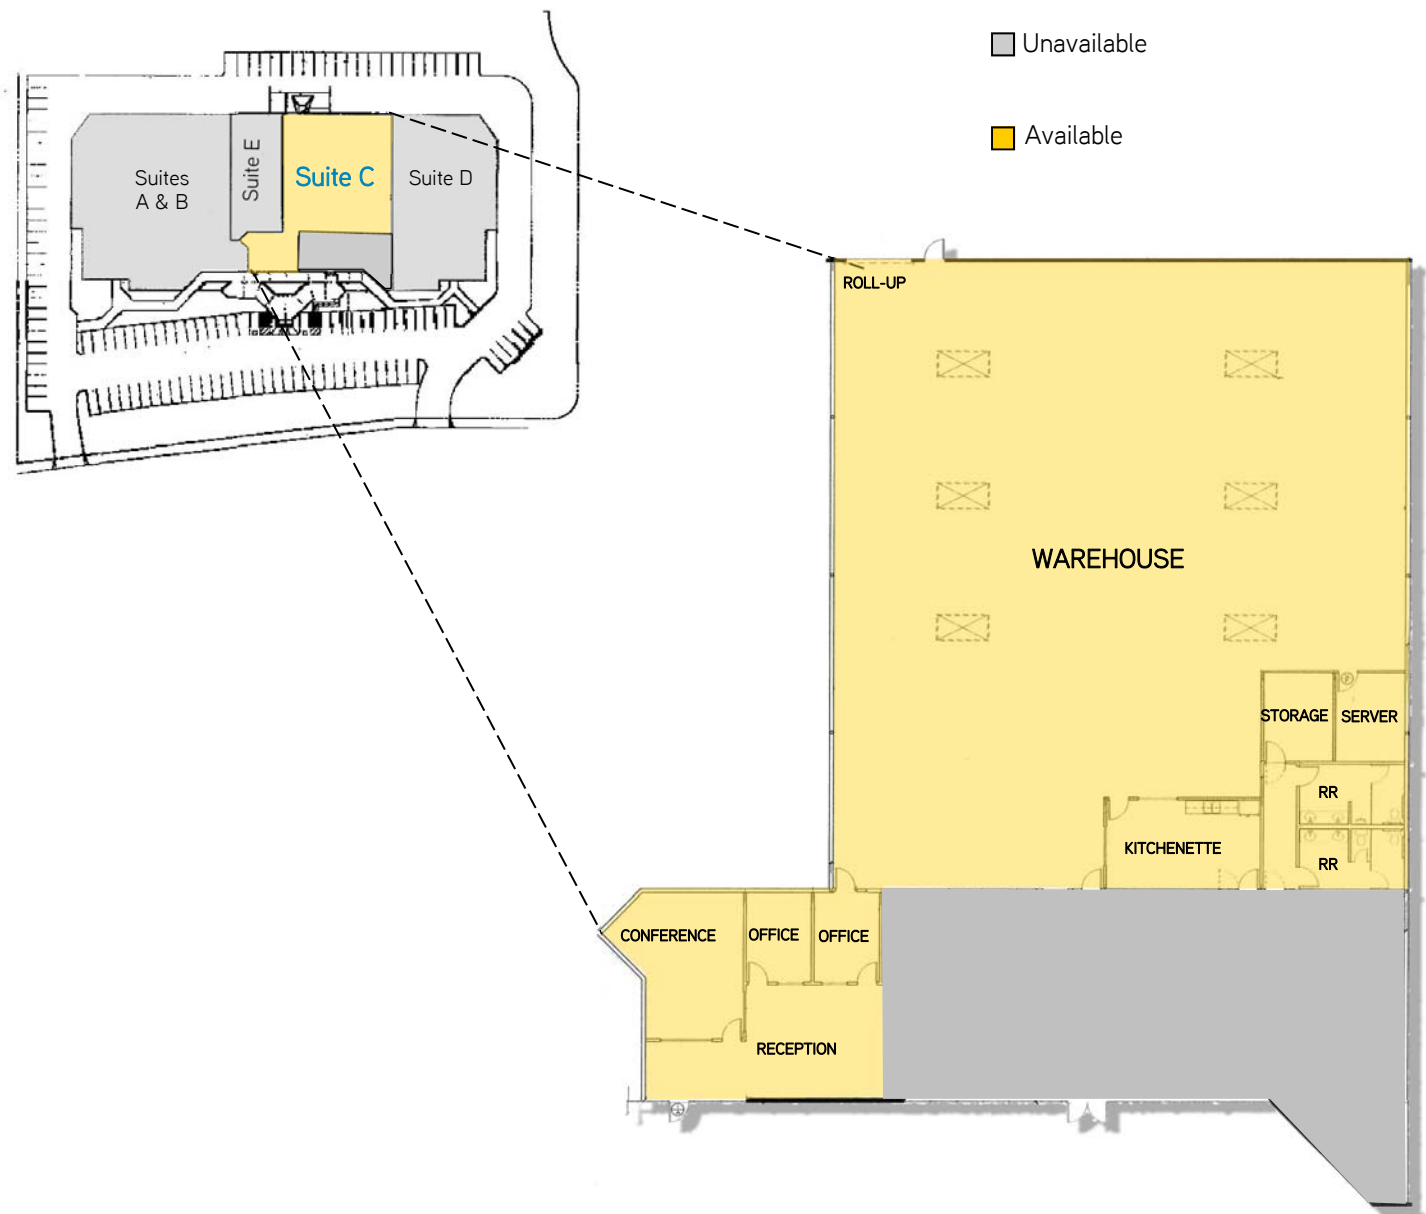 Unavailable
Available
Suites
A & B
Suite E
Suite C
Suite D
ROLL-UP
WAREHOUSE
STORAGE
SERVER
RR
KITCHENETTE
RR
CONFERENCE
OFFICE
OFFICE
RECEPTION